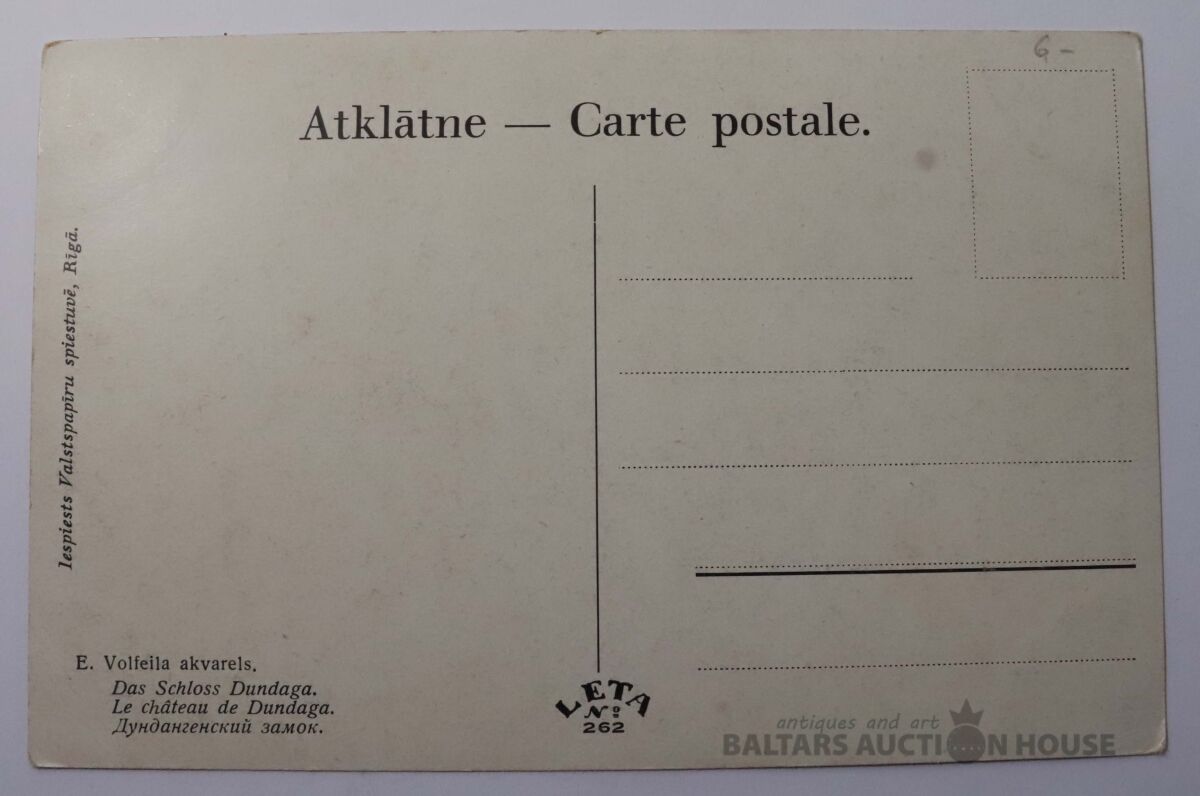 6 –
Atklātne — Carte postale.
Iespiests Valstspapīru spiestuvē, Rīgā.
E. Volfeila akvarels.
Das Schloss Dundaga.
Le château de Dundaga.
Дундангенский замок.
LETA
№
262
antiques and art
BALTARS AUCTION HOUSE